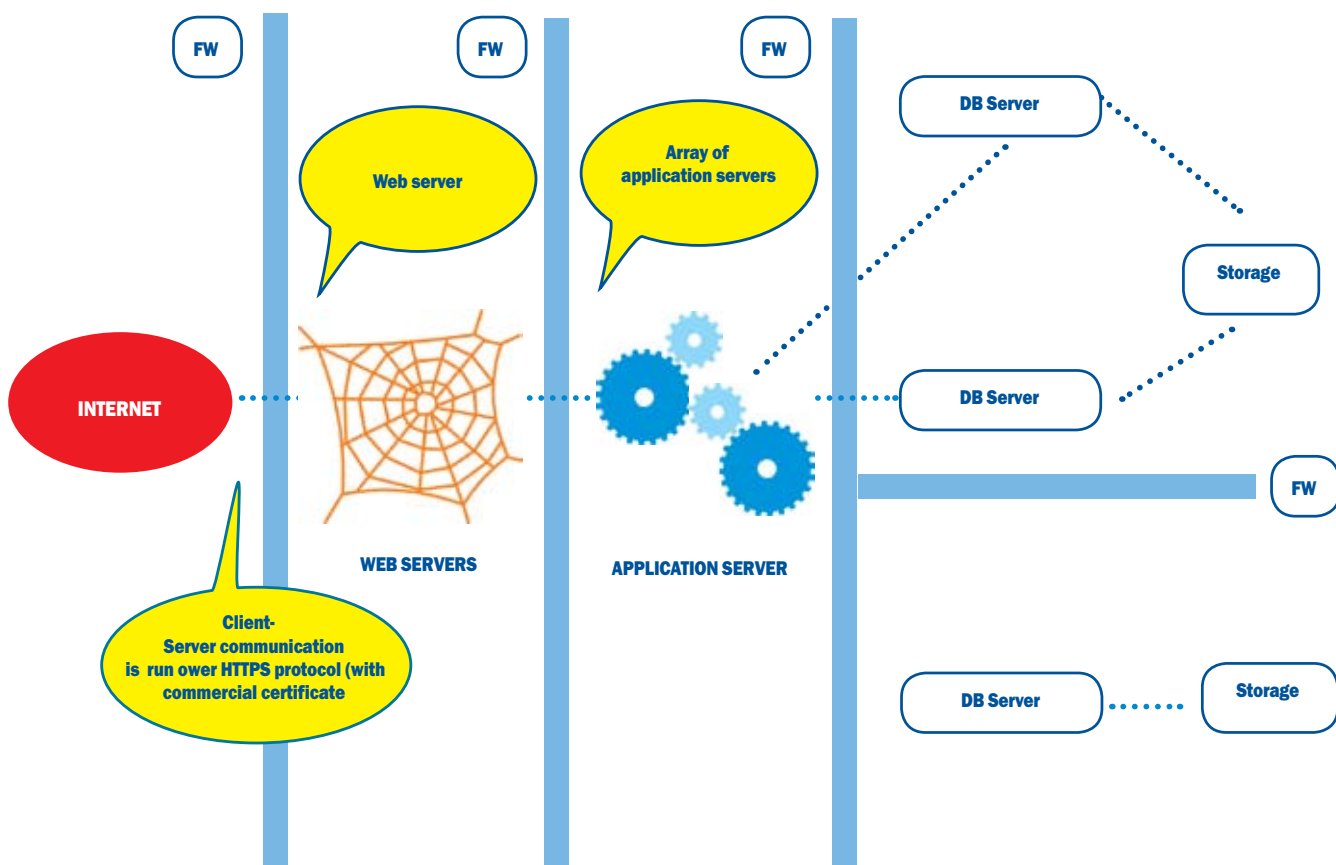 FW
FW
FW
DB Server
Web server
Array of
application servers
Storage
INTERNET
DB Server
FW
WEB SERVERS
APPLICATION SERVER
Client-
Server communication
is run ower HTTPS protocol (with
commercial certificate
DB Server
Storage